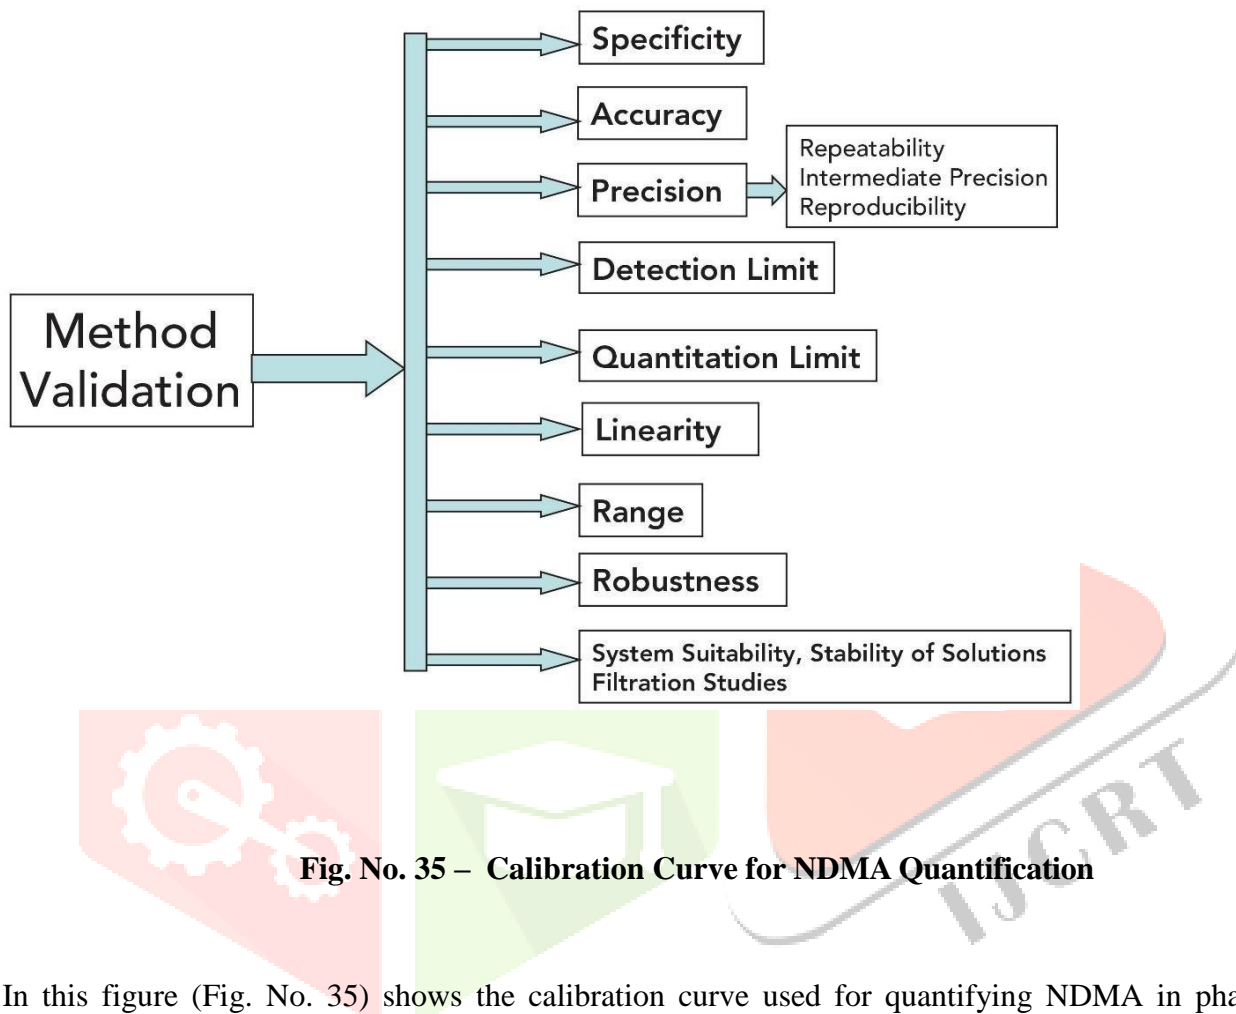 Specificity
Accuracy
Precision
Repeatability
Intermediate Precision
Reproducibility
Detection Limit
Method
Validation
Quantitation Limit
Linearity
Range
Robustness
System Suitability, Stability of Solutions
Filtration Studies
IJCRT
Fig. No. 35 – Calibration Curve for NDMA Quantification
In this figure (Fig. No. 35) shows the calibration curve used for quantifying NDMA in pha